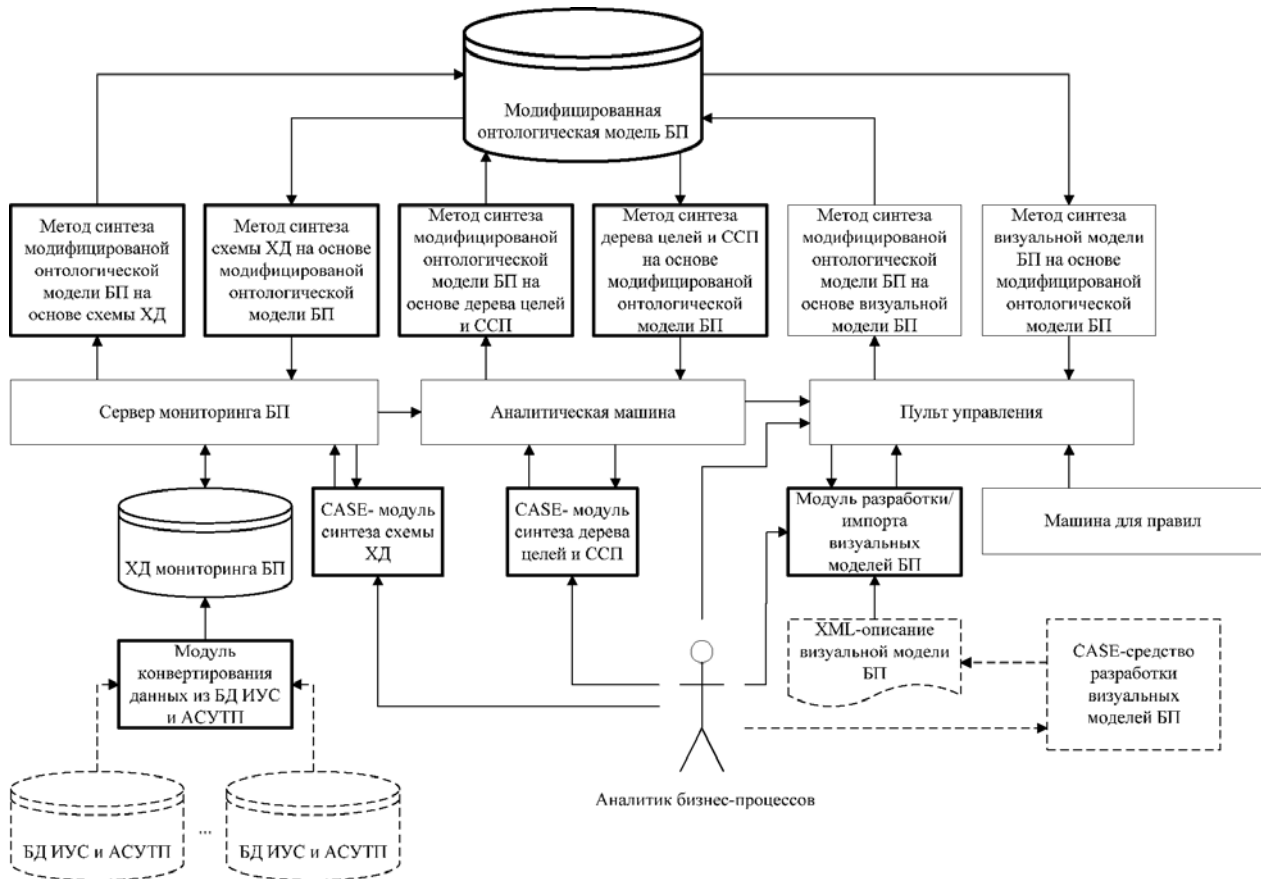 Модифицированная
онтологическая модель БП
Метод синтеза
модифицированой
онтологической
модели БП на
основе схемы ХД
Метод синтеза
схемы ХД на основе
модифицированой
онтологической
модели БП
Метод синтеза
модифицированой
онтологической
модели БП на
основе дерева целей
и ССП
Метод синтеза
дерева целей и ССП
на основе
модифицированой
онтологической
модели БП
Метод синтеза
модифицированой
онтологической
модели БП на
основе визуальной
модели БП
Метод синтеза
визуальной модели
БП на основе
модифицированой
онтологической
модели БП
Сервер мониторинга БП
Аналитическая машина
Пульт управления
ХД мониторинга БП
CASE- модуль
синтеза схемы
ХД
CASE- модуль
синтеза дерева
целей и ССП
Модуль разработки/
импорта
визуальных
моделей БП
Машина для правил
Модуль
конвертирования
данных из БД ИУС
и АСУТП
XML-описание
визуальной модели
БП
CASE-средство
разработки
визуальных
моделей БП
Аналитик бизнес-процессов
БД ИУС и АСУТП
...
БД ИУС и АСУТП